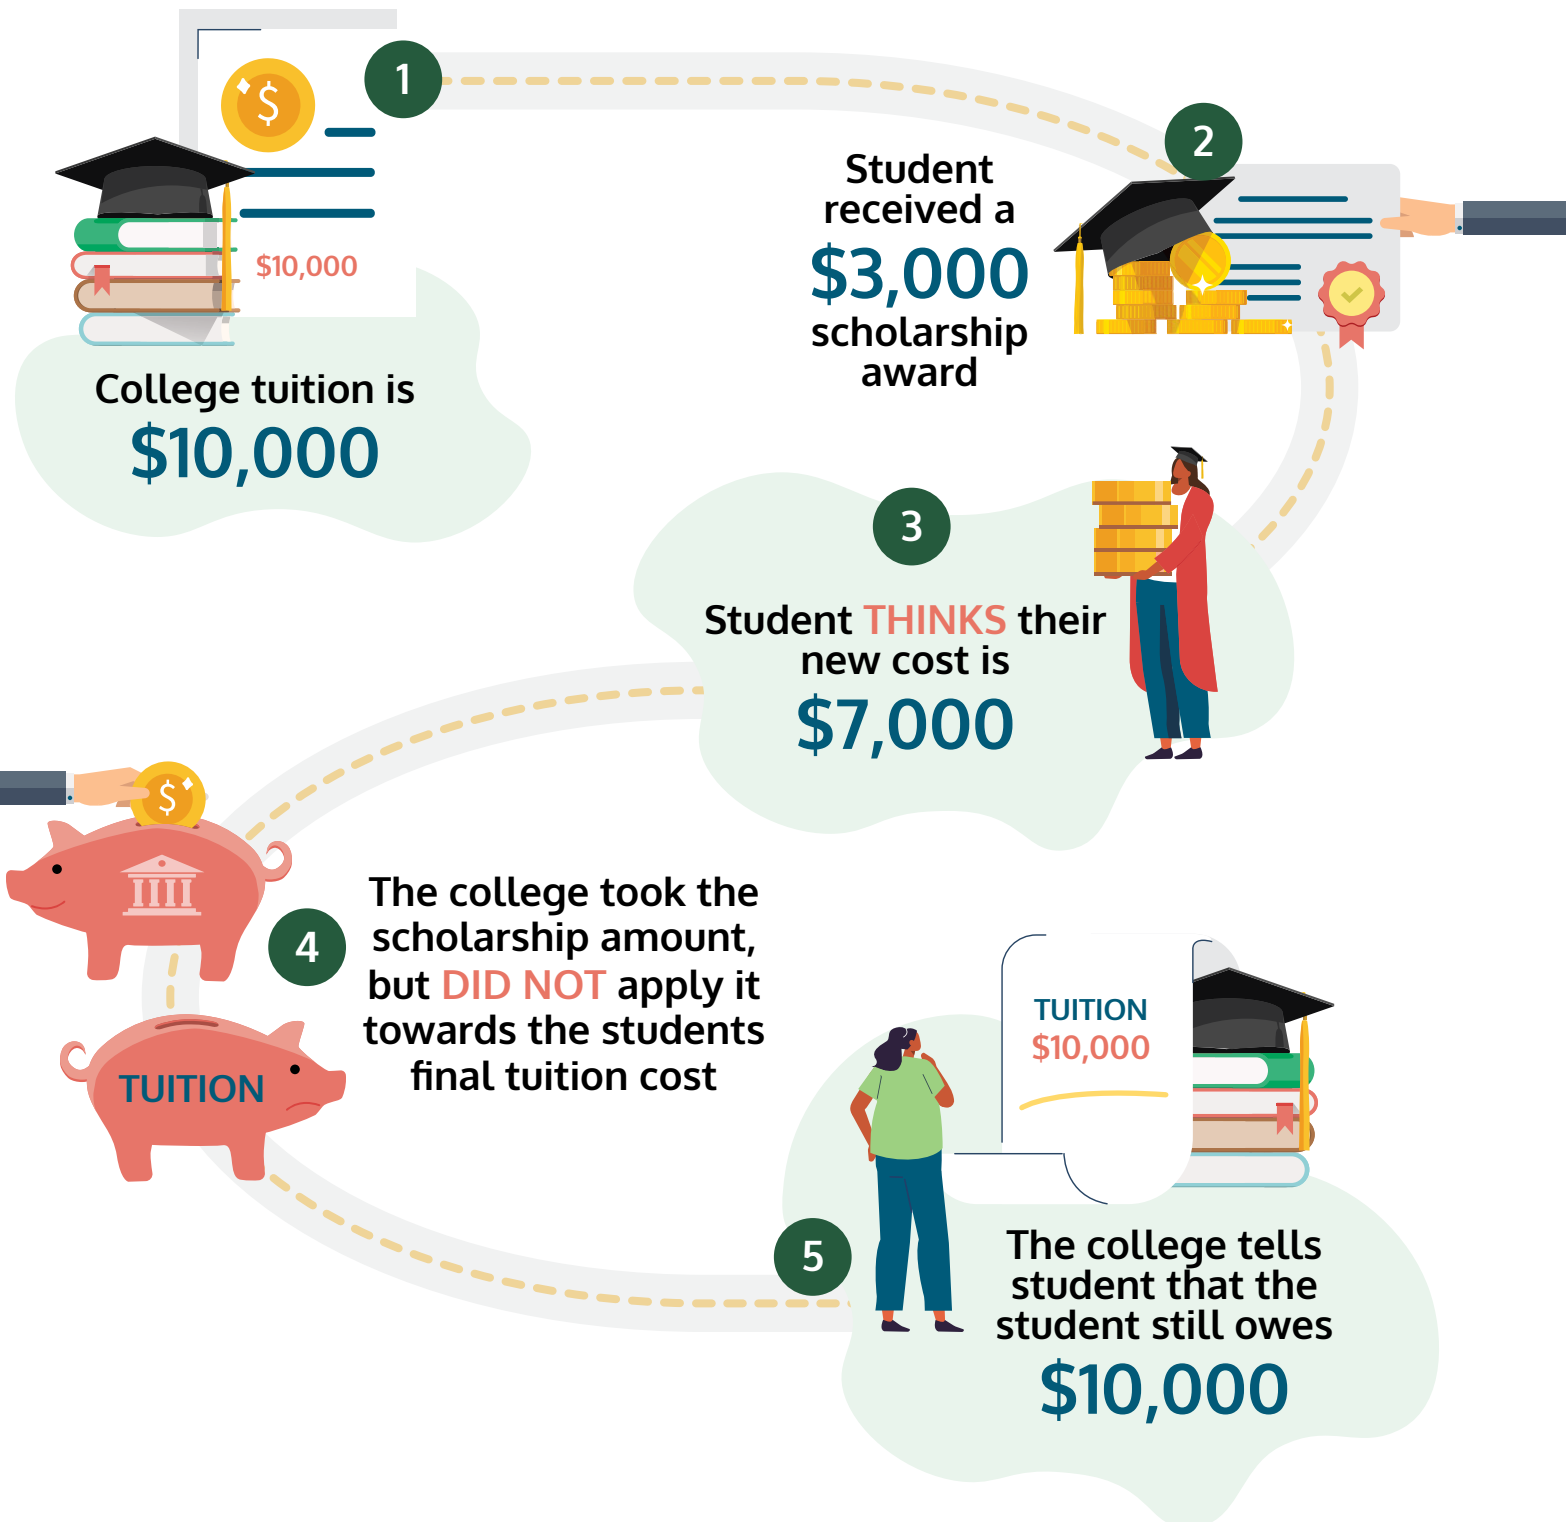 1
$
$10,000
College tuition is
$10,000
2
Student
received a
$3,000
scholarship
award
3
Student THINKS their
new cost is
$7,000
$
4
The college took the
scholarship amount,
but DID NOT apply it
towards the students
final tuition cost
TUITION
TUITION
$10,000
5
The college tells
student that the
student still owes
$10,000